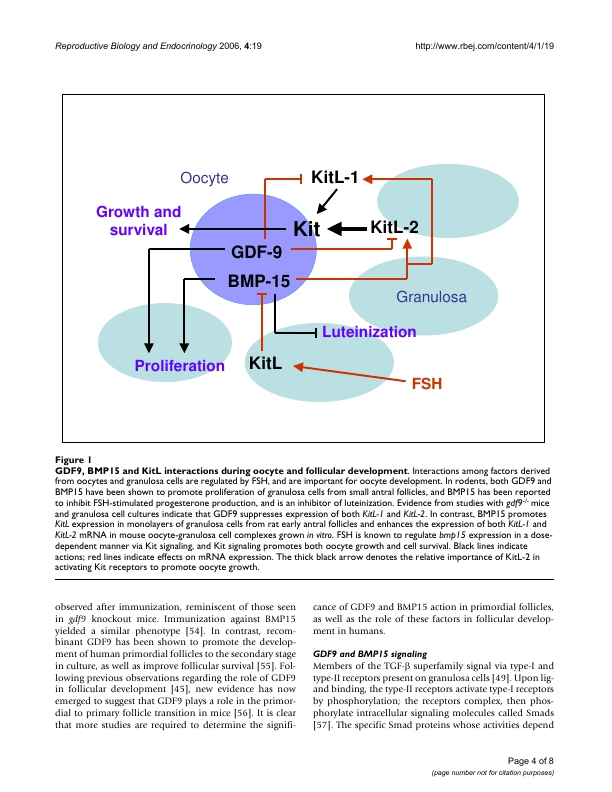 Reproductive Biology and Endocrinology 2006, 4:19
http://www.rbej.com/content/4/1/19
Oocyte
KitL-1
Growth and
survival
Kit
KitL-2
GDF-9
BMP-15
Granulosa
Luteinization
Proliferation
KitL
FSH
Figure 1
GDF9, BMP15 and KitL interactions during oocyte and follicular development. Interactions among factors derived
from oocytes and granulosa cells are regulated by FSH, and are important for oocyte development. In rodents, both GDF9 and
BMP15 have been shown to promote proliferation of granulosa cells from small antral follicles, and BMP15 has been reported
to inhibit FSH-stimulated progesterone production, and is an inhibitor of luteinization. Evidence from studies with gdf9-/- mice
and granulosa cell cultures indicate that GDF9 suppresses expression of both KitL-1 and KitL-2. In contrast, BMP15 promotes
KitL expression in monolayers of granulosa cells from rat early antral follicles and enhances the expression of both KitL-1 and
KitL-2 mRNA in mouse oocyte-granulosa cell complexes grown in vitro. FSH is known to regulate bmp15 expression in a dose-
dependent manner via Kit signaling, and Kit signaling promotes both oocyte growth and cell survival. Black lines indicate
actions; red lines indicate effects on mRNA expression. The thick black arrow denotes the relative importance of KitL-2 in
activating Kit receptors to promote oocyte growth.
observed after immunization, reminiscent of those seen
in gdf9 knockout mice. Immunization against BMP15
yielded a similar phenotype [54]. In contrast, recom-
binant GDF9 has been shown to promote the develop-
ment of human primordial follicles to the secondary stage
in culture, as well as improve follicular survival [55]. Fol-
lowing previous observations regarding the role of GDF9
in follicular development [45], new evidence has now
emerged to suggest that GDF9 plays a role in the primor-
dial to primary follicle transition in mice [56]. It is clear
that more studies are required to determine the signifi-
cance of GDF9 and BMP15 action in primordial follicles,
as well as the role of these factors in follicular develop-
ment in humans.
GDF9 and BMP15 signaling
Members of the TGF-β superfamily signal via type-I and
type-II receptors present on granulosa cells [49]. Upon lig-
and binding, the type-II receptors activate type-I receptors
by phosphorylation; the receptors complex, then phos-
phorylate intracellular signaling molecules called Smads
[57]. The specific Smad proteins whose activities depend
Page 4 of 8
(page number not for citation purposes)